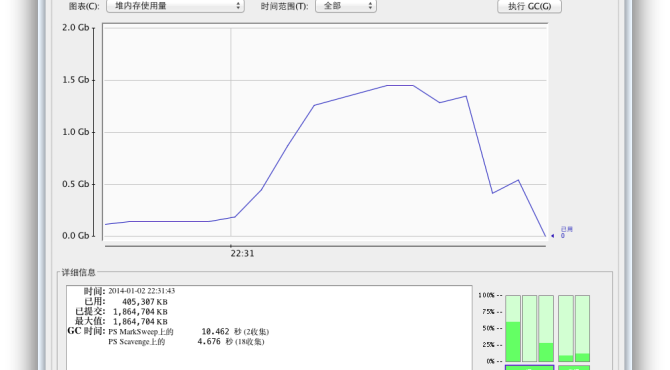 图表(C): 堆内存使用量 时间范围(T): 全部 执行 GC(G)
2.0 Gb
1.5 Gb
1.0 Gb
0.5 Gb
0.0 Gb
已用
0
22:31
详细信息
时间: 2014-01-02 22:31:43
已用: 405,307 KB
已提交: 1,864,704 KB
最大值: 1,864,704 KB
GC 时间: PS MarkSweep上的 10.462 秒 (2收集)
PS Scavenge上的 4.676 秒 (18收集)
100% --
75% --
50% --
25% --
0% --